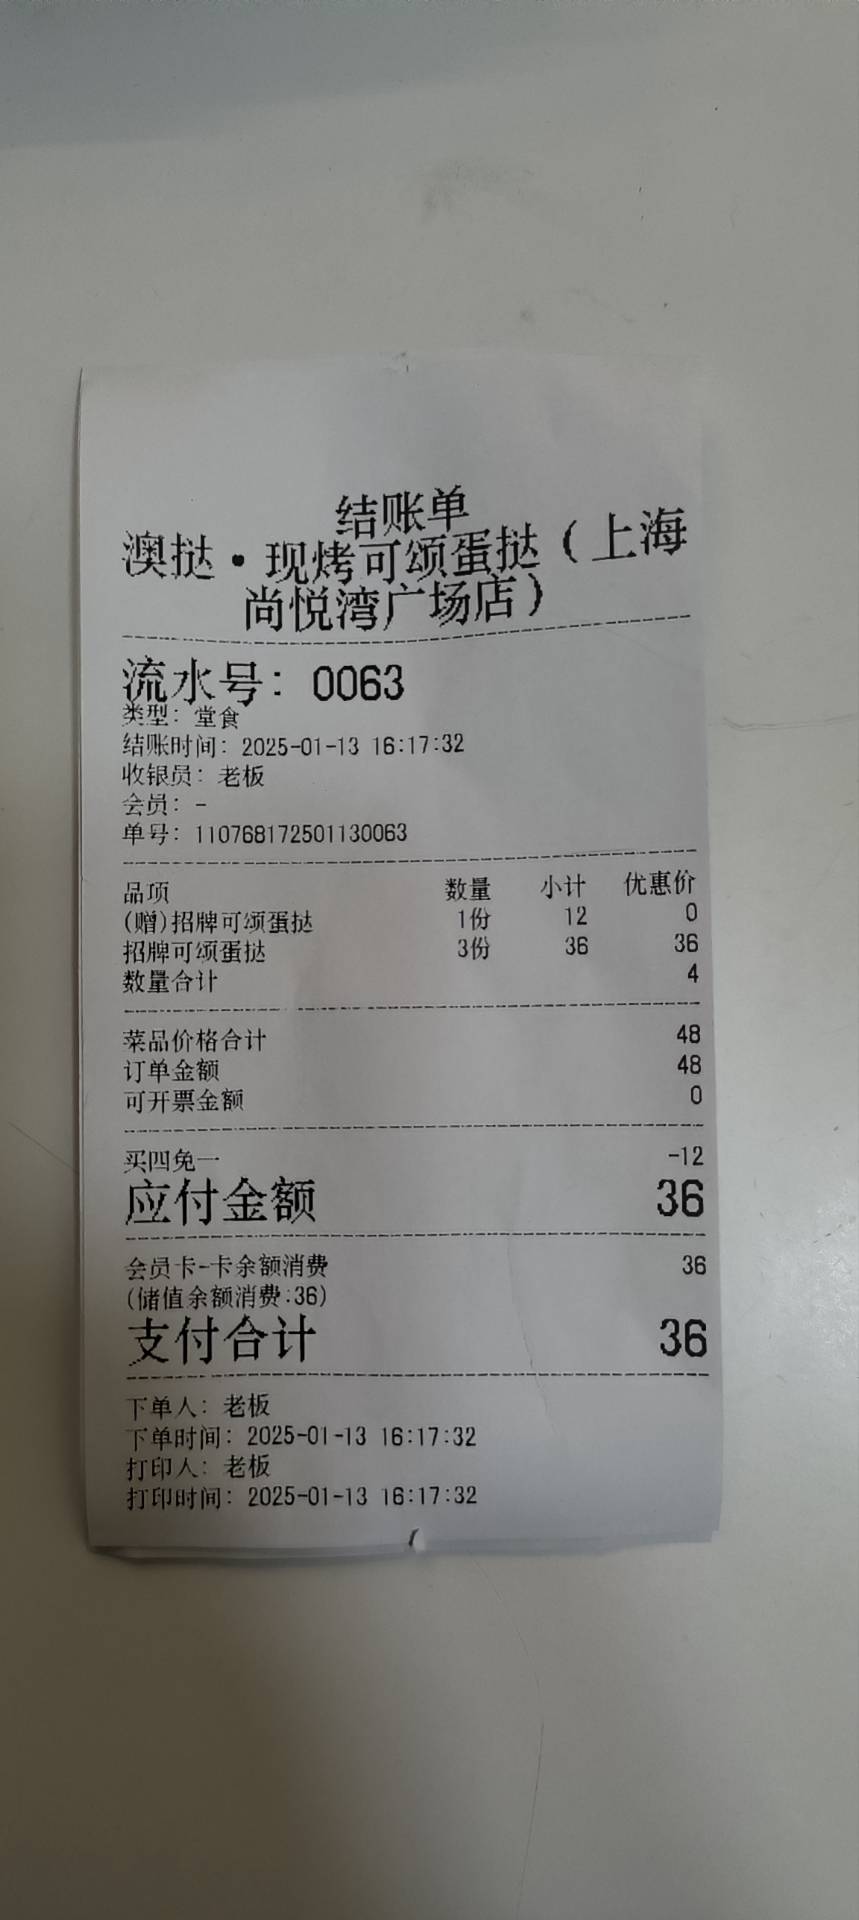 结账单
澳挞·现烤可颂蛋挞（上海
尚悦湾广场店）
流水号：0063
类型：堂食
结账时间：2025-01-13 16:17:32
收银员：老板
会员：-
单号：110768172501130063
品项 数量 小计 优惠价
(赠)招牌可颂蛋挞 1份 12 0
招牌可颂蛋挞 3份 36 36
数量合计 4
菜品价格合计 48
订单金额 48
可开票金额 0
买四免一 -12
应付金额 36
会员卡-卡余额消费 36
(储值余额消费:36)
支付合计 36
下单人：老板
下单时间：2025-01-13 16:17:32
打印人：老板
打印时间：2025-01-13 16:17:32